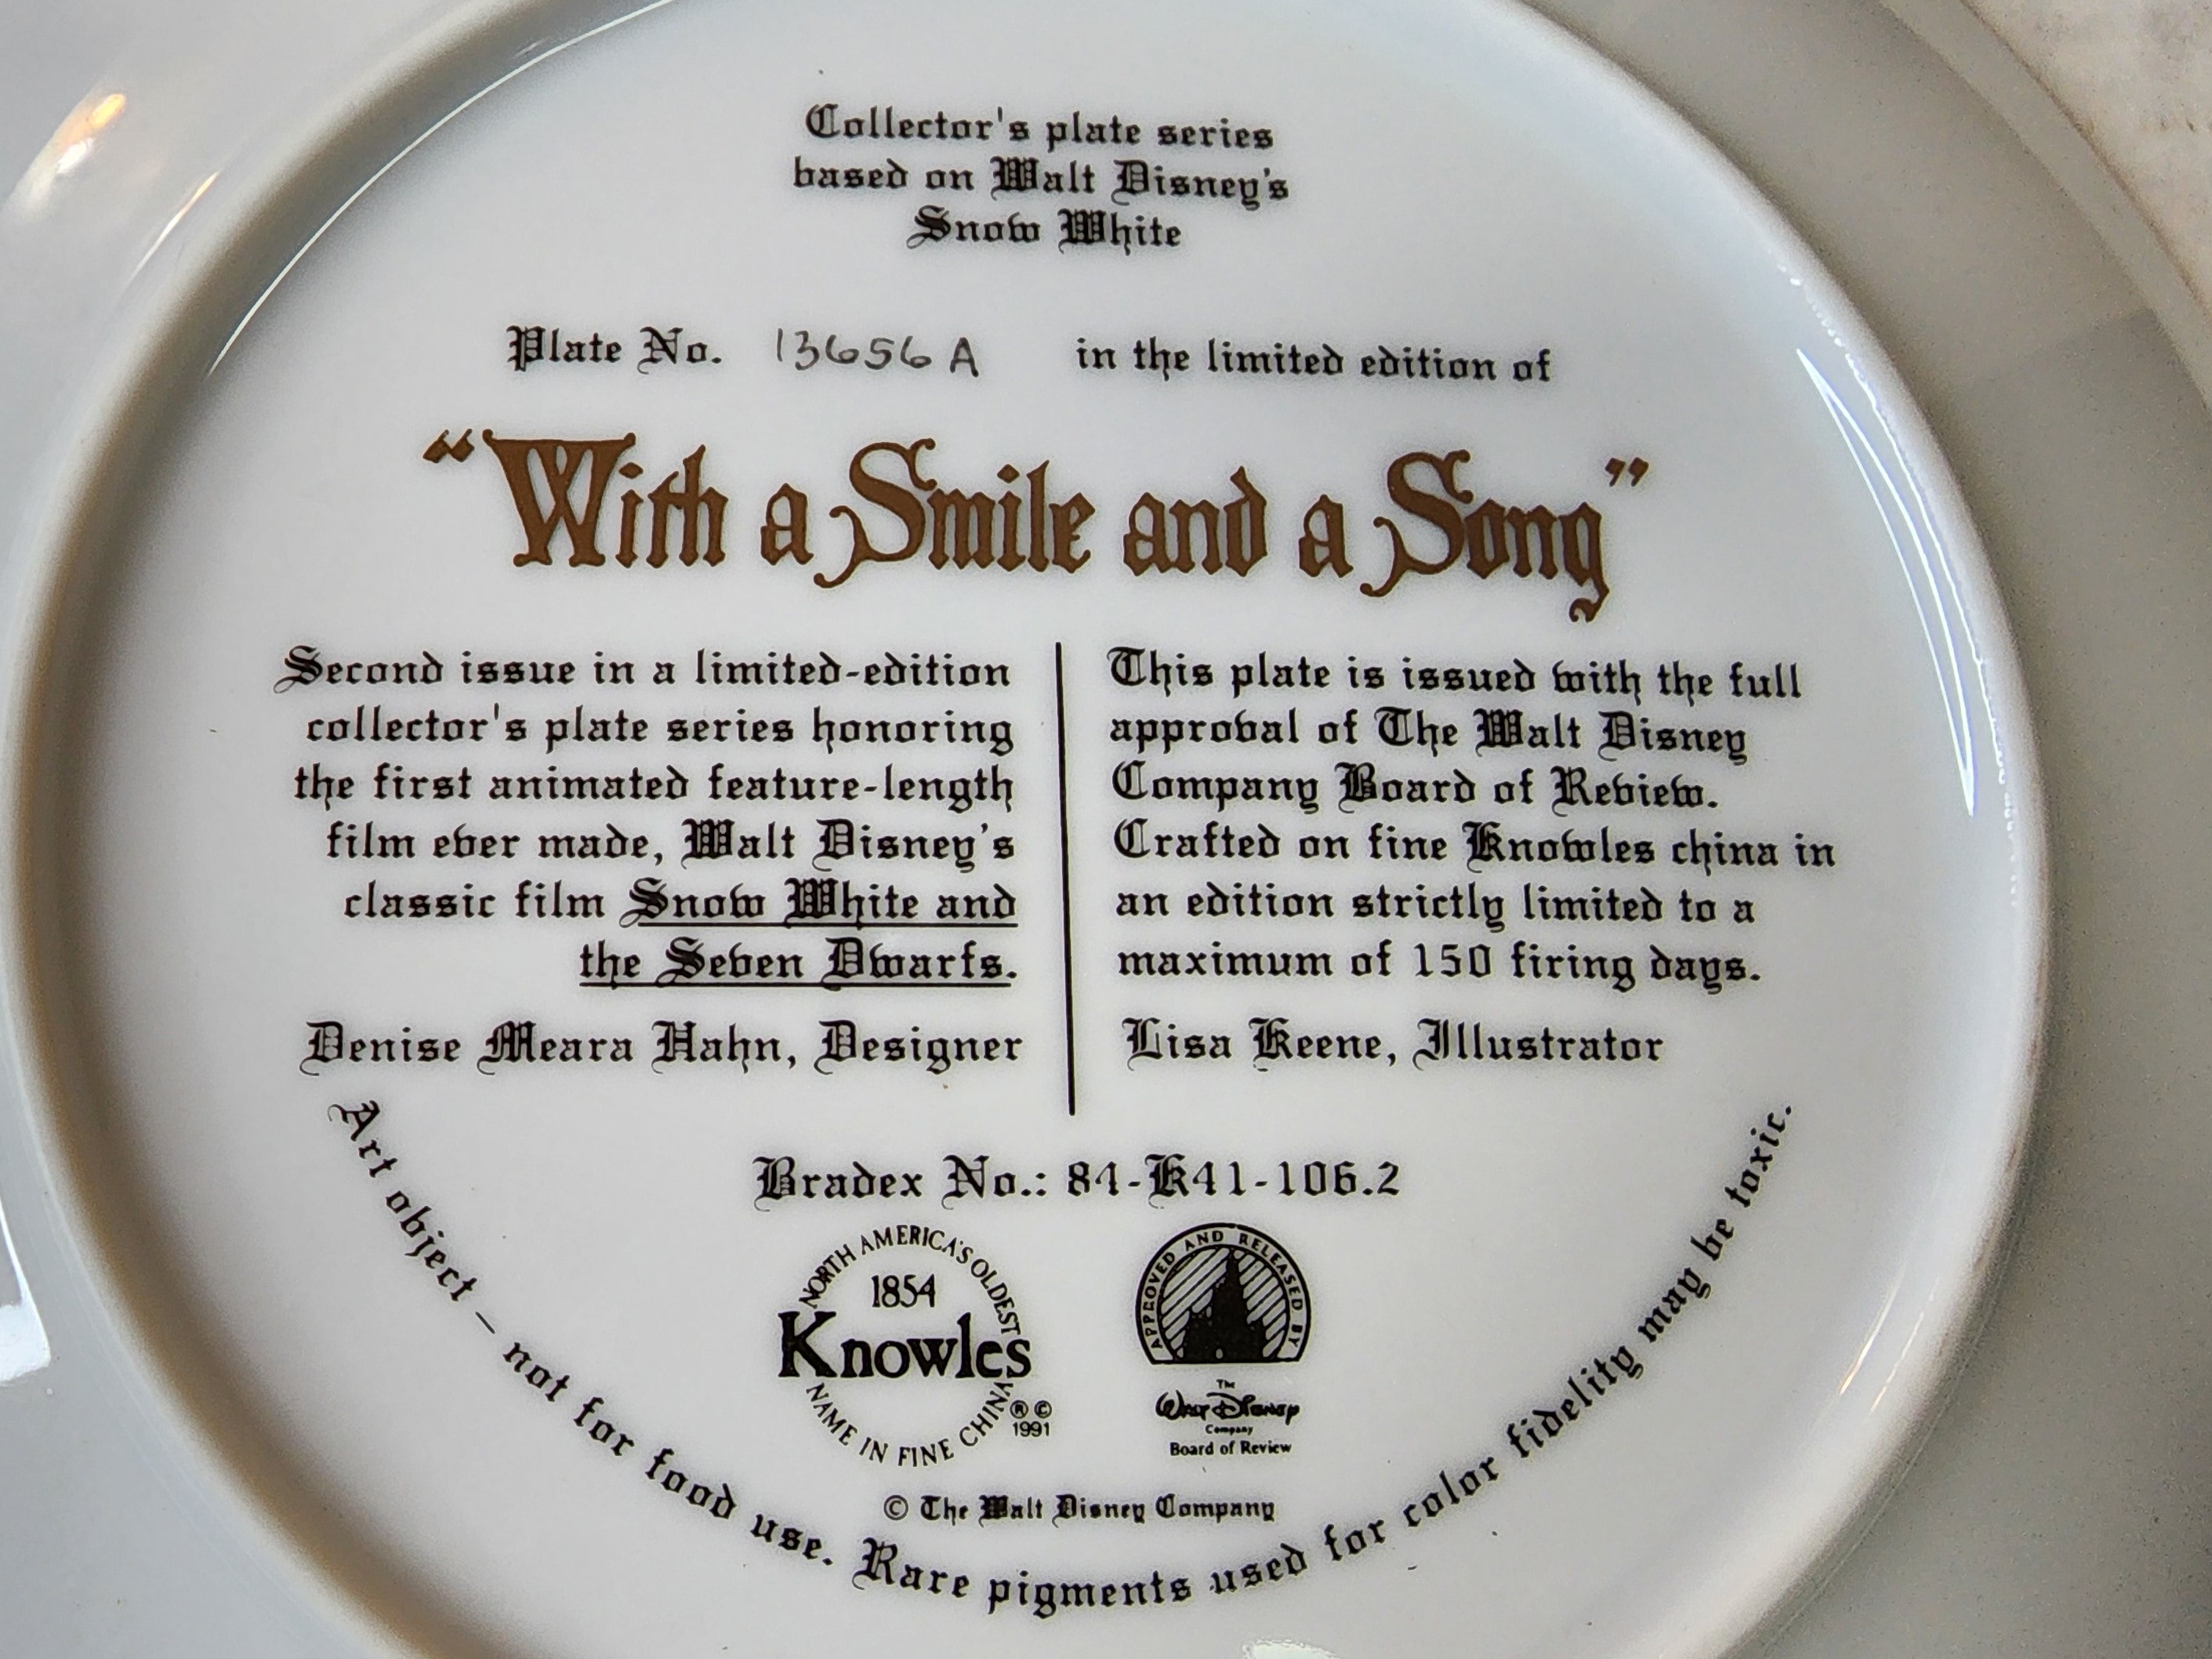 Collector's plate series
based on Walt Disney's
Snow White
Plate No. 13656 A in the limited edition of
“With a Smile and a Song”
Second issue in a limited-edition
collector's plate series honoring
the first animated feature-length
film ever made, Walt Disney's
classic film Snow White and
the Seven Dwarfs.
Denise Meara Hahn, Designer
This plate is issued with the full
approval of The Walt Disney
Company Board of Review.
Crafted on fine Knowles china in
an edition strictly limited to a
maximum of 150 firing days.
Lisa Keene, Illustrator
Bradex No.: 84-K41-106.2
NORTH AMERICA'S OLDEST
1854
Knowles
NAME IN FINE CHINA
® ©
1991
APPROVED AND RELEASED BY
The
Walt Disney
Company
Board of Review
© The Walt Disney Company
Art object – not for food use. Rare pigments used for color fidelity may be toxic.